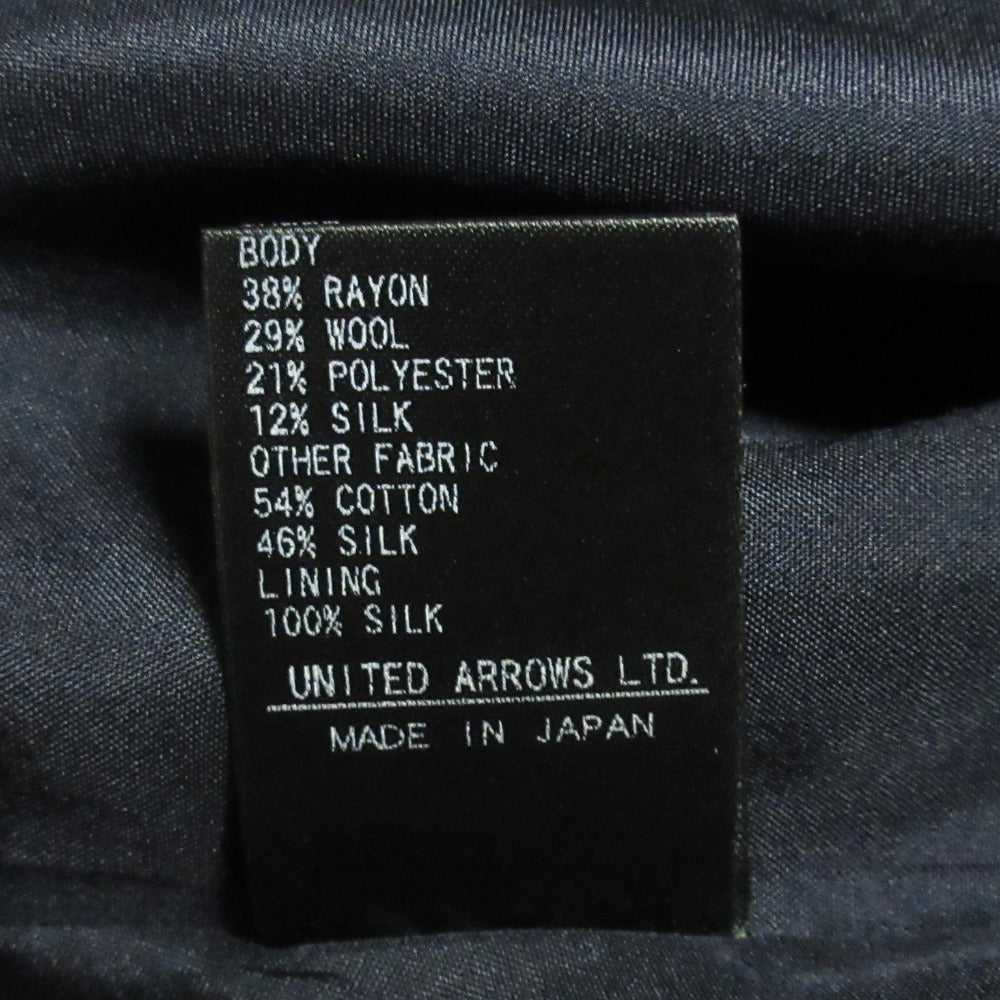 BODY
38% RAYON
29% WOOL
21% POLYESTER
12% SILK
OTHER FABRIC
54% COTTON
46% SILK
LINING
100% SILK
UNITED ARROWS LTD.
MADE IN JAPAN